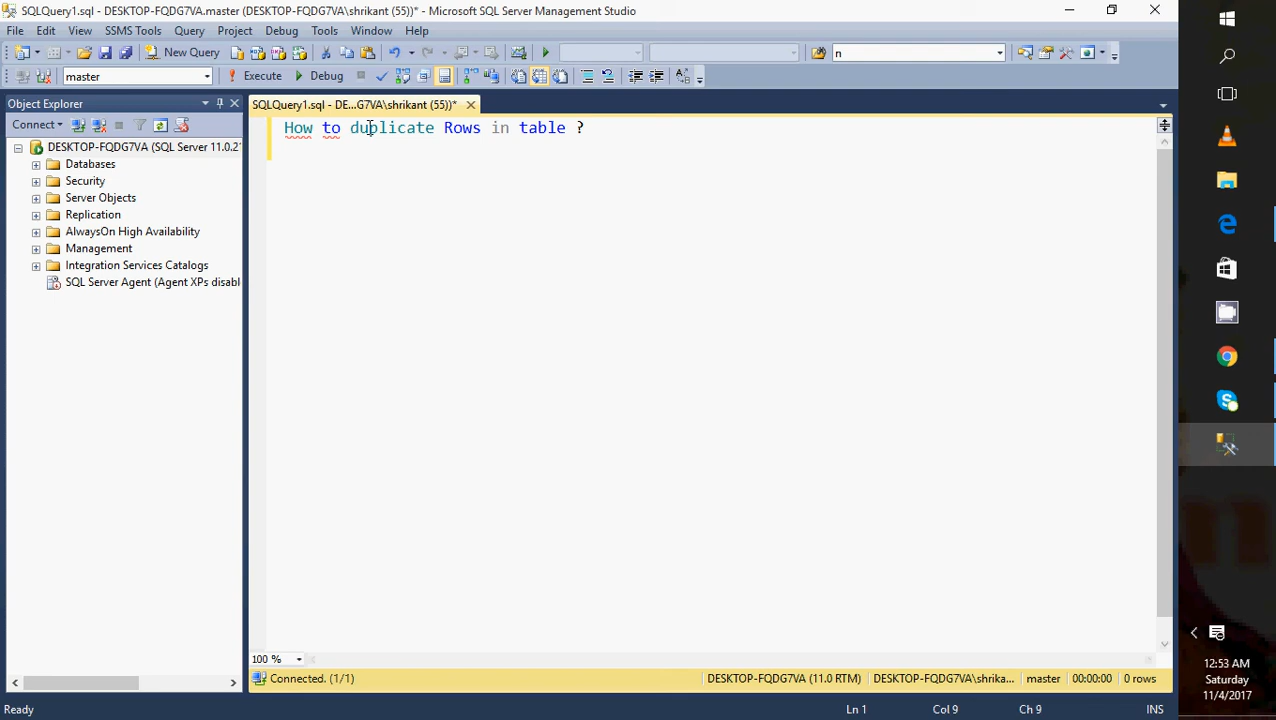 SQLQuery1.sql - DESKTOP-FQDG7VA.master (DESKTOP-FQDG7VA\shrikant (55))* - Microsoft SQL Server Management Studio
File Edit View SSMS Tools Query Project Debug Tools Window Help
New Query n
master Execute Debug
Object Explorer SQLQuery1.sql - DE...G7VA\shrikant (55))*
Connect
How to duplicate Rows in table ?
DESKTOP-FQDG7VA (SQL Server 11.0.21
Databases
Security
Server Objects
Replication
AlwaysOn High Availability
Management
Integration Services Catalogs
SQL Server Agent (Agent XPs disabl
100 %
Connected. (1/1) DESKTOP-FQDG7VA (11.0 RTM) DESKTOP-FQDG7VA\shrika... master 00:00:00 0 rows
Ready Ln 1 Col 9 Ch 9 INS
12:53 AM
Saturday
11/4/2017